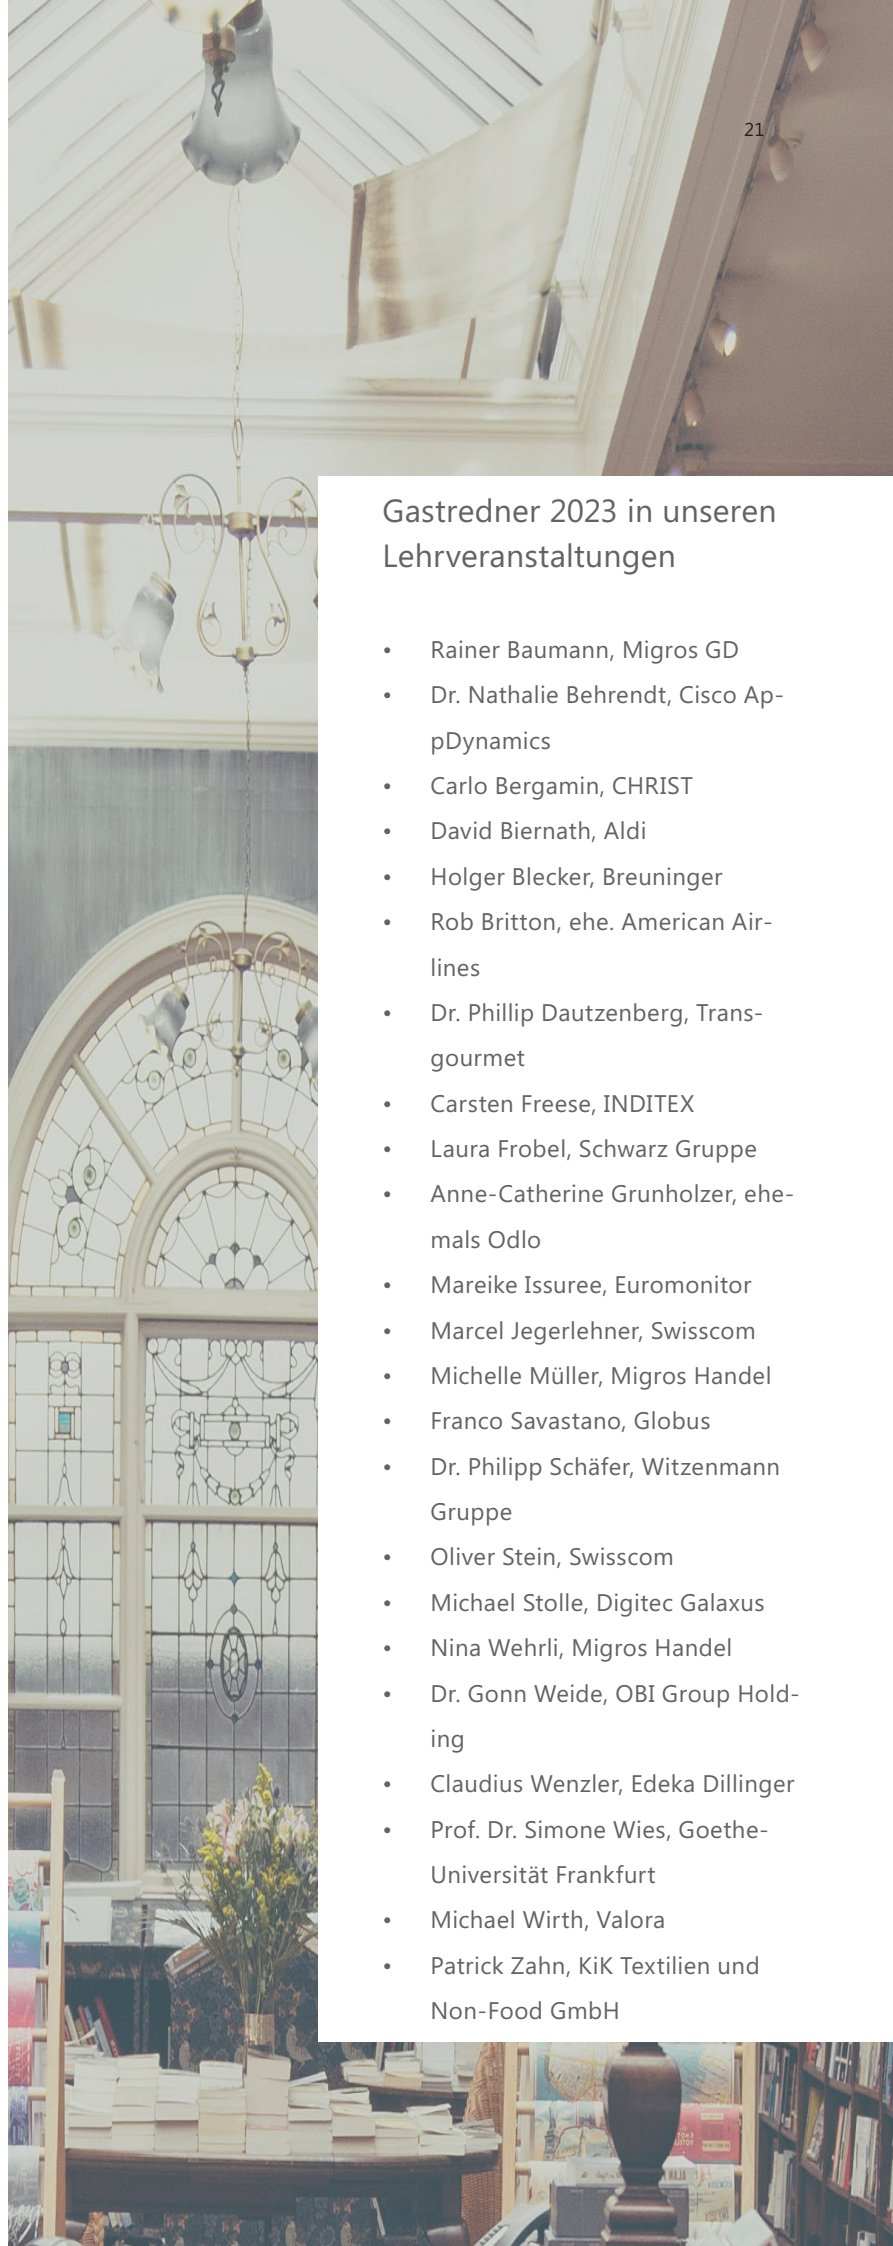 21
Gastredner 2023 in unseren
Lehrveranstaltungen
• Rainer Baumann, Migros GD
• Dr. Nathalie Behrendt, Cisco Ap-
pDynamics
• Carlo Bergamin, CHRIST
• David Biernath, Aldi
• Holger Blecker, Breuninger
• Rob Britton, ehe. American Air-
lines
• Dr. Phillip Dautzenberg, Trans-
gourmet
• Carsten Freese, INDITEX
• Laura Frobel, Schwarz Gruppe
• Anne-Catherine Grunholzer, ehe-
mals Odlo
• Mareike Issuree, Euromonitor
• Marcel Jegerlehner, Swisscom
• Michelle Müller, Migros Handel
• Franco Savastano, Globus
• Dr. Philipp Schäfer, Witzenmann
Gruppe
• Oliver Stein, Swisscom
• Michael Stolle, Digitec Galaxus
• Nina Wehrli, Migros Handel
• Dr. Gonn Weide, OBI Group Hold-
ing
• Claudius Wenzler, Edeka Dillinger
• Prof. Dr. Simone Wies, Goethe-
Universität Frankfurt
• Michael Wirth, Valora
• Patrick Zahn, KiK Textilien und
Non-Food GmbH